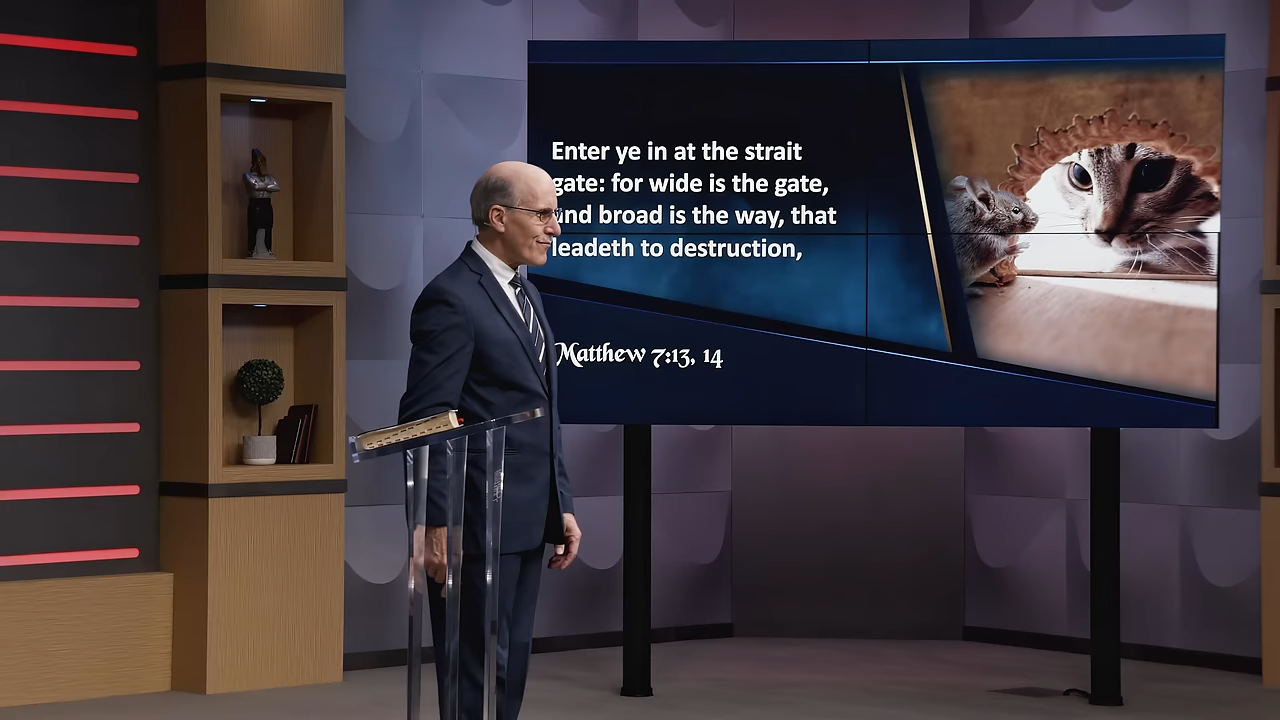 Enter ye in at the strait
gate: for wide is the gate,
and broad is the way, that
leadeth to destruction,
Matthew 7:13, 14